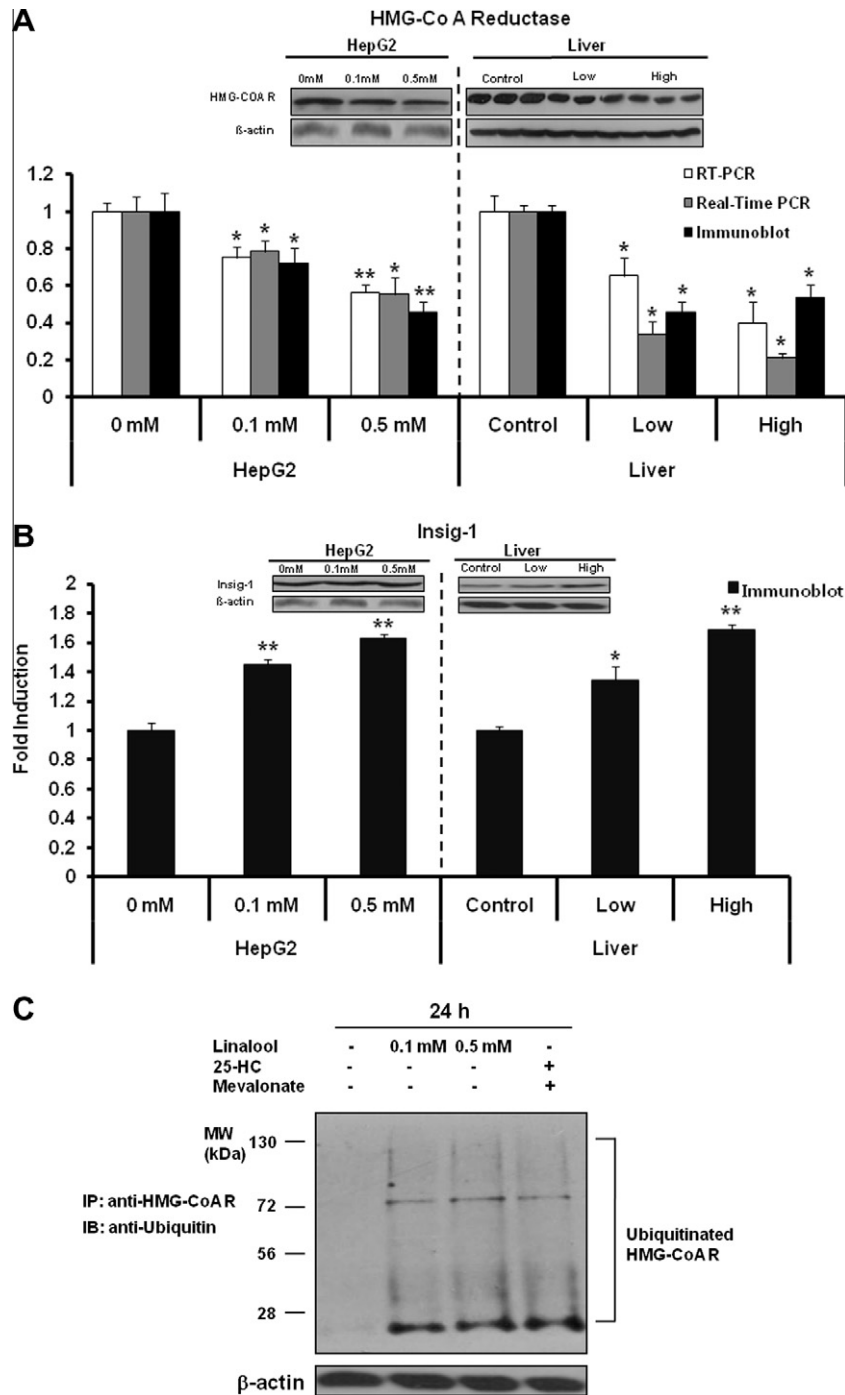 A
HMG-Co A Reductase
HepG2 Liver
0mM 0.1mM 0.5mM Control Low High
HMG-COA R
ß-actin
1.2
1
0.8
0.6
0.4
0.2
0
RT-PCR
Real-Time PCR
Immunoblot
* * *
** * **
* * *
* * *
0 mM 0.1 mM 0.5 mM Control Low High
HepG2 Liver
B
Insig-1
HepG2 Liver
0mM 0.1mM 0.5mM Control Low High
Insig-1
ß-actin
Immunoblot
Fold Induction
2
1.8
1.6
1.4
1.2
1
0.8
0.6
0.4
0.2
0
** ** * **
0 mM 0.1 mM 0.5 mM Control Low High
HepG2 Liver
C
24 h
Linalool - 0.1 mM 0.5 mM -
25-HC - - - +
Mevalonate - - - +
MW
(kDa)
130
72
56
28
IP: anti-HMG-CoAR
IB: anti-Ubiquitin
Ubiquitinated
HMG-CoAR
β-actin